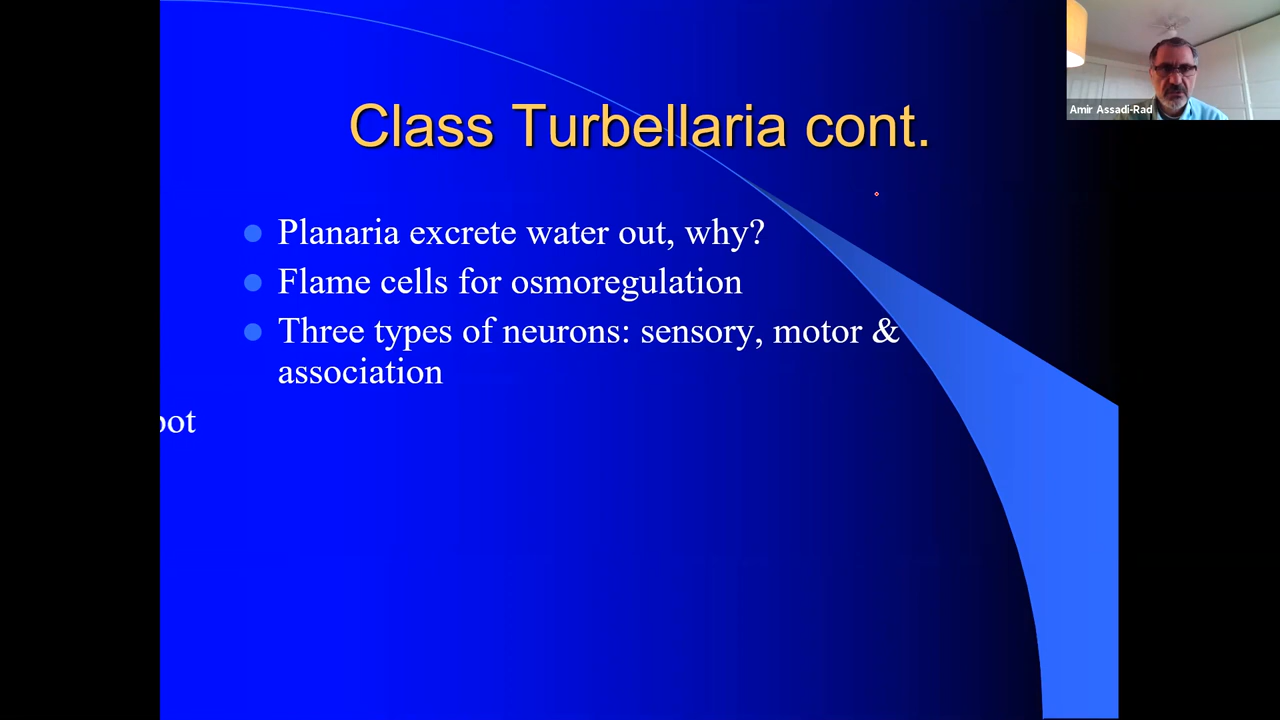 Class Turbellaria cont.
Amir Assadi-Rad
Planaria excrete water out, why?
Flame cells for osmoregulation
Three types of neurons: sensory, motor &
association
oot